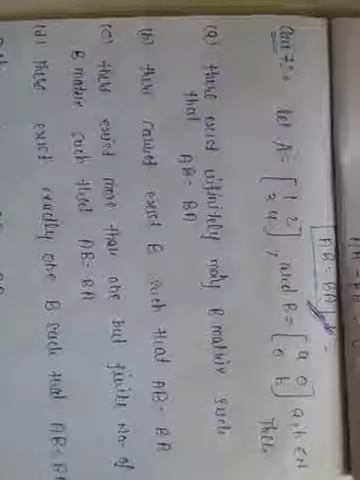 AB = BA
Que 7:- Let A = [1 2
3 4], and B = [a 0
0 b] a, b ∈ N
Then
(a) there exist infinitely many B matrix such
that AB = BA
(b) there cannot exist B such that AB = BA
(c) there exist more than one but finite No. of
B matrix such that AB = BA
(d) There exist exactly one B such that AB = BA